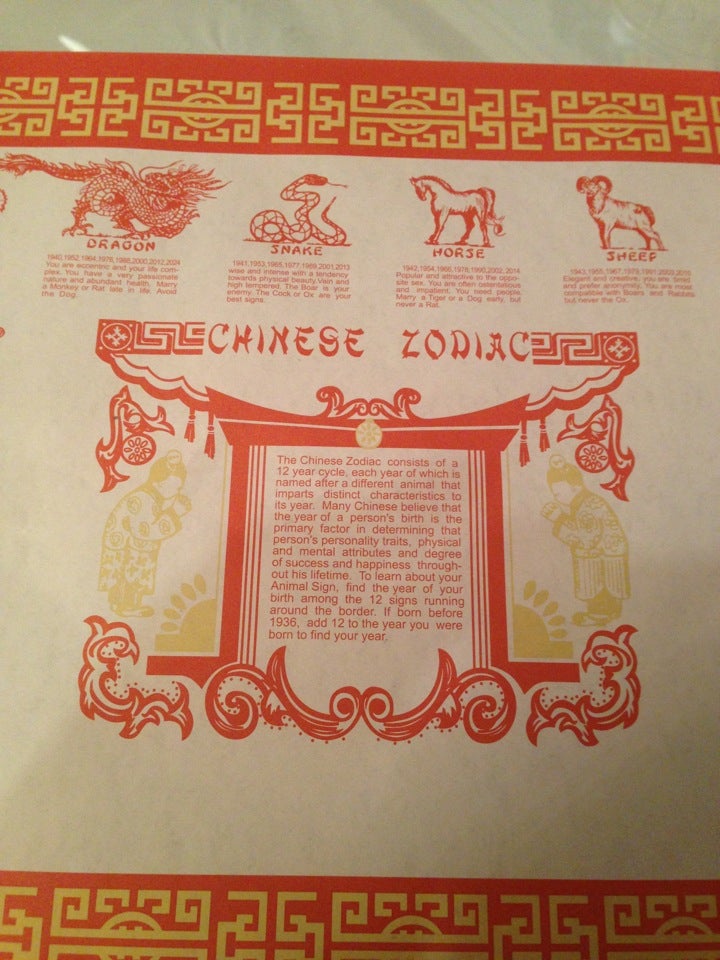 DRAGON
1940,1952,1964,1976,1988,2000,2012,2024
You are eccentric and your life com-
plex. You have a very passionate
nature and abundant health. Marry
a Monkey or Rat late in life. Avoid
the Dog.
SNAKE
1941,1953,1965,1977,1989,2001,2013
wise and intense with a tendency
towards physical beauty. Vain and
high tempered. The Boar is your
enemy. The Cock or Ox are your
best signs.
HORSE
1942,1954,1966,1978,1990,2002, 2014
Popular and attractive to the oppo-
site sex. You are often ostentatious
and impatient. You need people.
Marry a Tiger or a Dog early, but
never a Rat.
SHEEP
1943,1955,1967,1979,1991,2003,2015
Elegant and creative, you are timid
and prefer anonymity. You are most
compatible with Boars and Rabbits
but never the Ox.
CHINESE ZODIAC
The Chinese Zodiac consists of a
12 year cycle, each year of which is
named after a different animal that
imparts distinct characteristics to
its year. Many Chinese believe that
the year of a person's birth is the
primary factor in determining that
person's personality traits, physical
and mental attributes and degree
of success and happiness through-
out his lifetime. To learn about your
Animal Sign, find the year of your
birth among the 12 signs running
around the border. If born before
1936, add 12 to the year you were
born to find your year.